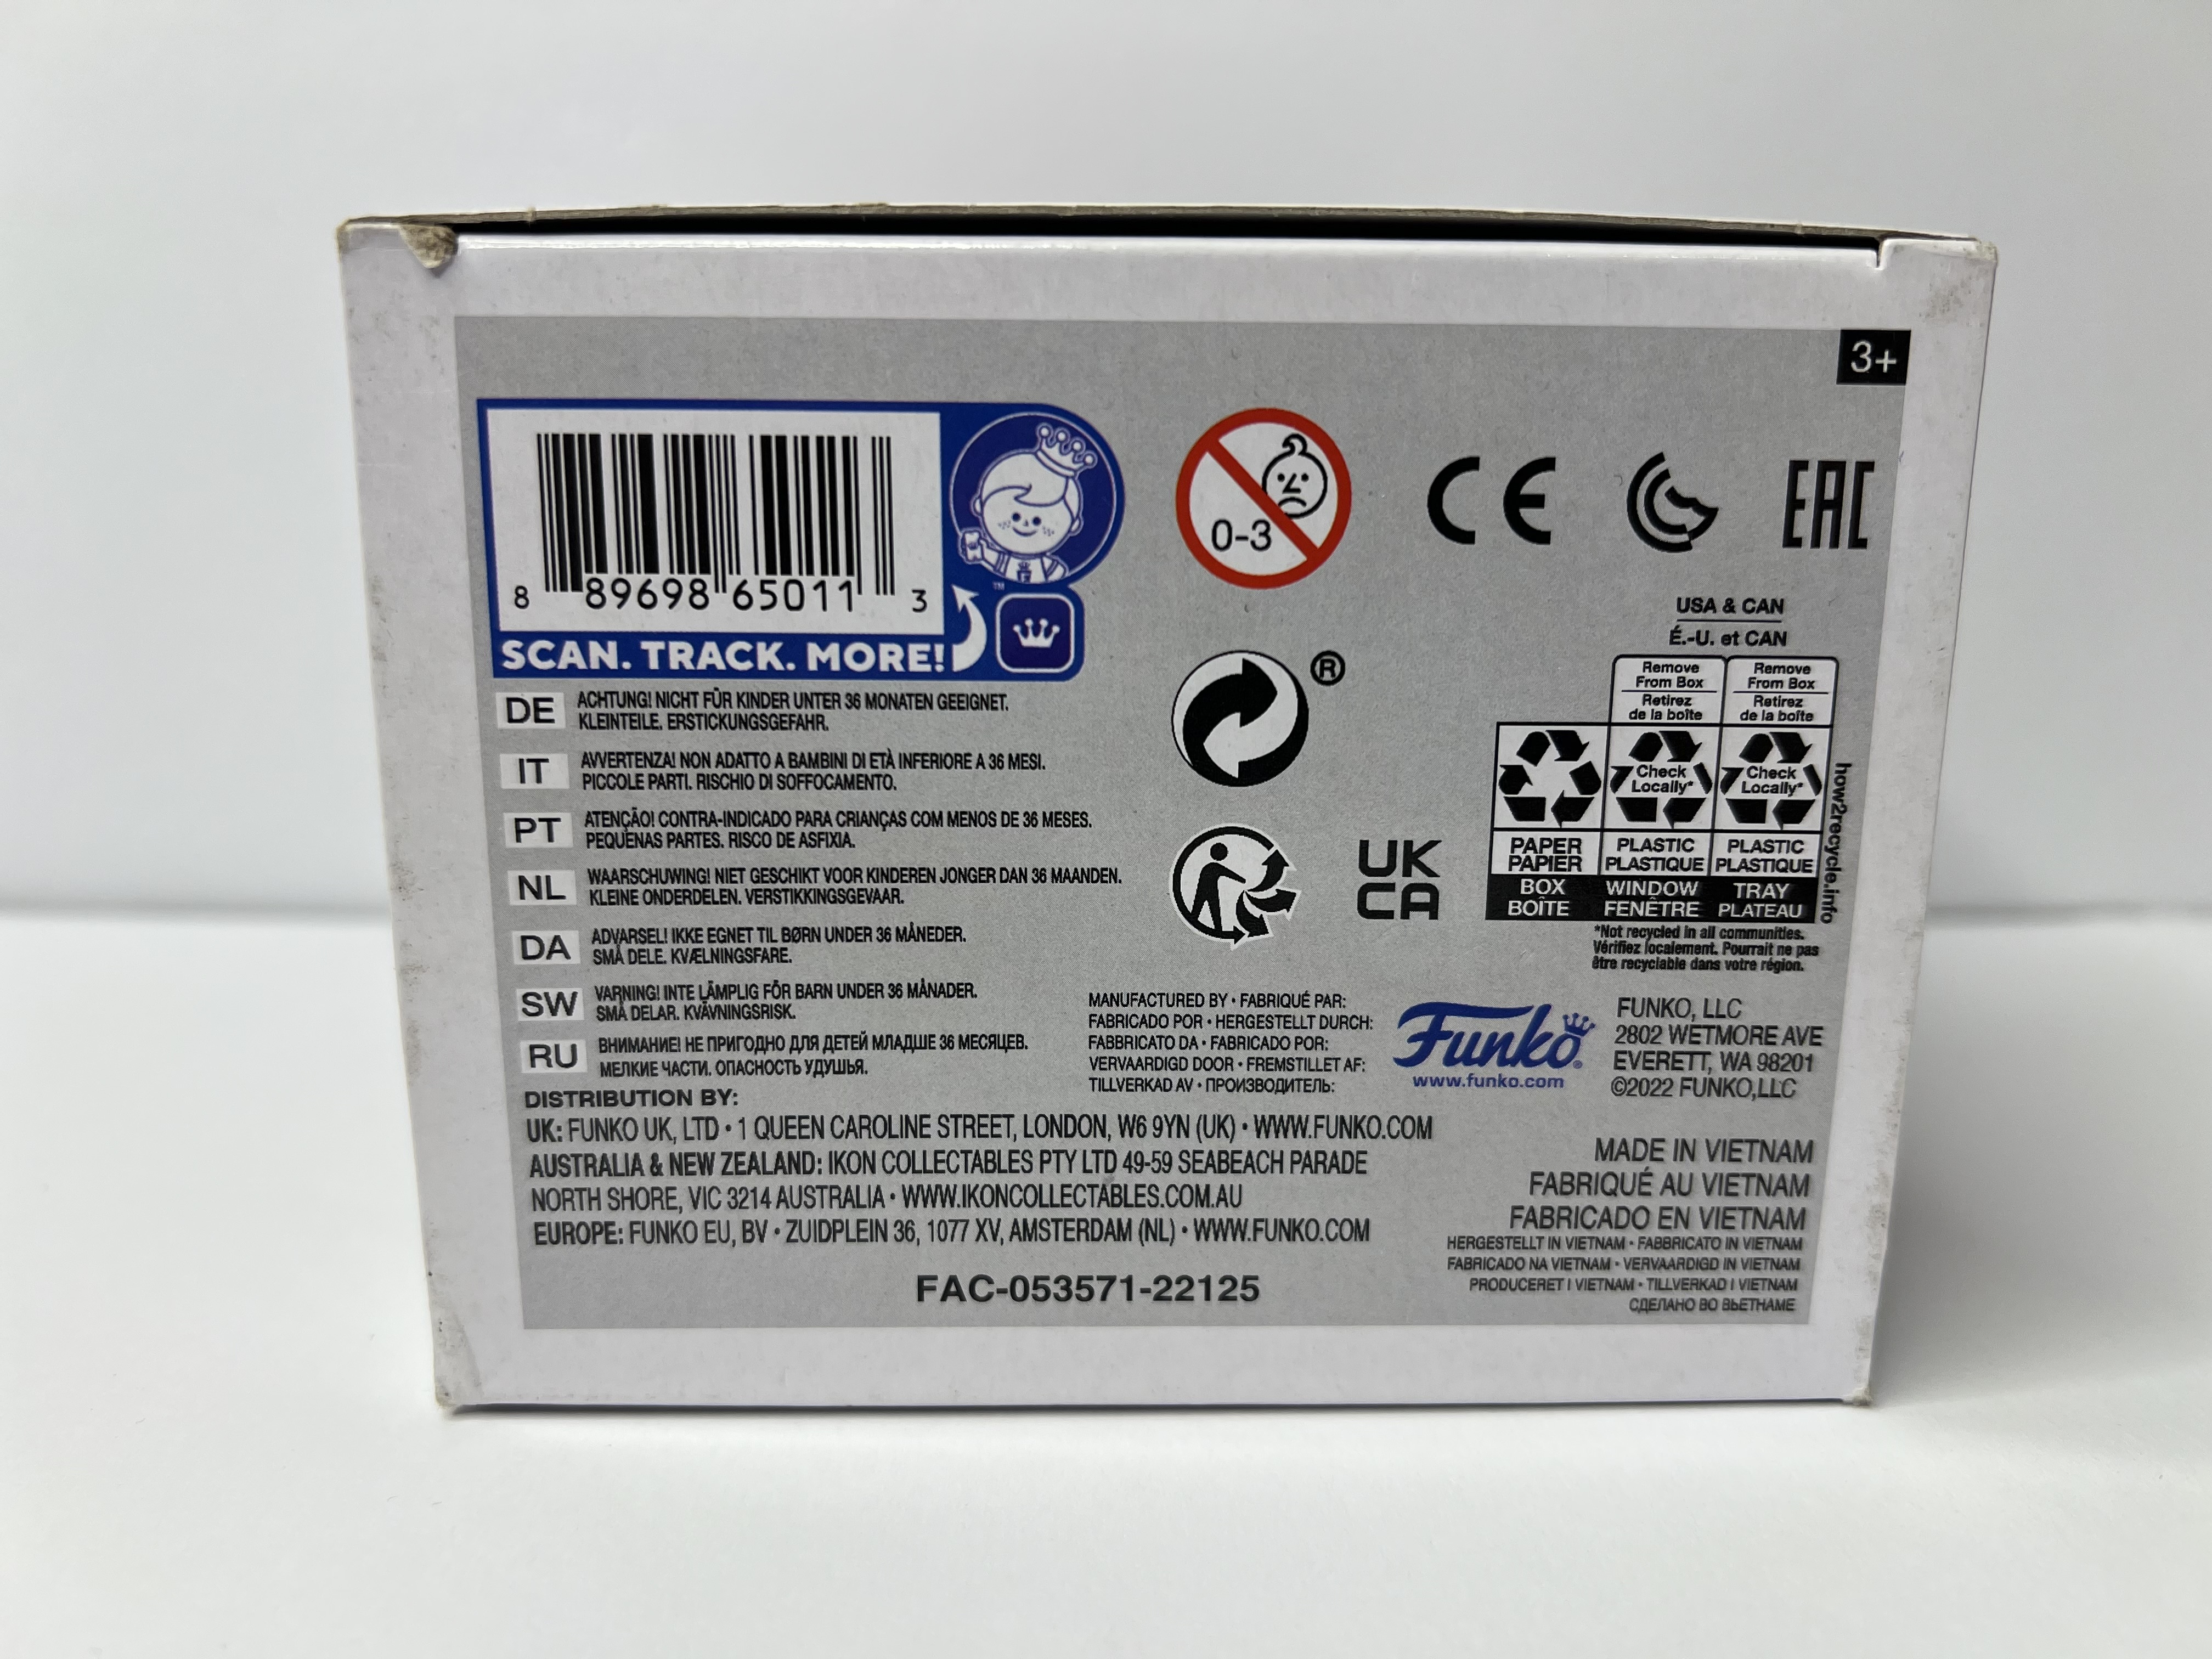 3+
8 89698 65011 3
SCAN. TRACK. MORE!
™
0-3
CE
EAC
DE ACHTUNG! NICHT FÜR KINDER UNTER 36 MONATEN GEEIGNET.
KLEINTEILE. ERSTICKUNGSGEFAHR.
IT AVVERTENZA! NON ADATTO A BAMBINI DI ETÀ INFERIORE A 36 MESI.
PICCOLE PARTI. RISCHIO DI SOFFOCAMENTO.
PT ATENÇÃO! CONTRA-INDICADO PARA CRIANÇAS COM MENOS DE 36 MESES.
PEQUENAS PARTES. RISCO DE ASFIXIA.
NL WAARSCHUWING! NIET GESCHIKT VOOR KINDEREN JONGER DAN 36 MAANDEN.
KLEINE ONDERDELEN. VERSTIKKINGSGEVAAR.
DA ADVARSEL! IKKE EGNET TIL BØRN UNDER 36 MÅNEDER.
SMÅ DELE. KVÆLNINGSFARE.
SW VARNING! INTE LÄMPLIG FÖR BARN UNDER 36 MÅNADER.
SMÅ DELAR. KVÄVNINGSRISK.
RU ВНИМАНИЕ! НЕ ПРИГОДНО ДЛЯ ДЕТЕЙ МЛАДШЕ 36 МЕСЯЦЕВ.
МЕЛКИЕ ЧАСТИ. ОПАСНОСТЬ УДУШЬЯ.
®
UK
CA
USA & CAN
É.-U. et CAN
Remove
From Box
Retirez
de la boîte
Remove
From Box
Retirez
de la boîte
Check
Locally*
Check
Locally*
PAPER
PAPIER
BOX
BOÎTE
PLASTIC
PLASTIQUE
WINDOW
FENÊTRE
PLASTIC
PLASTIQUE
TRAY
PLATEAU
how2recycle.info
*Not recycled in all communities.
Vérifiez localement. Pourrait ne pas
être recyclable dans votre région.
MANUFACTURED BY • FABRIQUÉ PAR:
FABRICADO POR • HERGESTELLT DURCH:
FABBRICATO DA • FABRICADO POR:
VERVAARDIGD DOOR • FREMSTILLET AF:
TILLVERKAD AV • ПРОИЗВОДИТЕЛЬ:
Funko®
www.funko.com
FUNKO, LLC
2802 WETMORE AVE
EVERETT, WA 98201
©2022 FUNKO,LLC
DISTRIBUTION BY:
UK: FUNKO UK, LTD • 1 QUEEN CAROLINE STREET, LONDON, W6 9YN (UK) • WWW.FUNKO.COM
AUSTRALIA & NEW ZEALAND: IKON COLLECTABLES PTY LTD 49-59 SEABEACH PARADE
NORTH SHORE, VIC 3214 AUSTRALIA • WWW.IKONCOLLECTABLES.COM.AU
EUROPE: FUNKO EU, BV • ZUIDPLEIN 36, 1077 XV, AMSTERDAM (NL) • WWW.FUNKO.COM
MADE IN VIETNAM
FABRIQUÉ AU VIETNAM
FABRICADO EN VIETNAM
HERGESTELLT IN VIETNAM • FABBRICATO IN VIETNAM
FABRICADO NA VIETNAM • VERVAARDIGD IN VIETNAM
PRODUCERET I VIETNAM • TILLVERKAD I VIETNAM
СДЕЛАНО ВО ВЬЕТНАМЕ
FAC-053571-22125